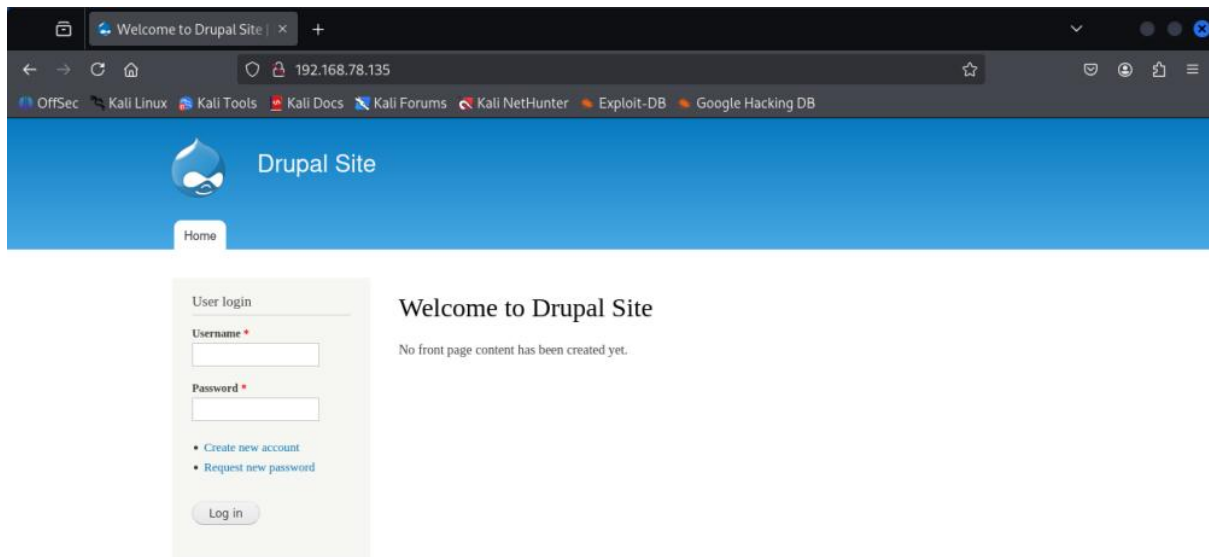 Welcome to Drupal Site |
192.168.78.135
OffSec Kali Linux Kali Tools Kali Docs Kali Forums Kali NetHunter Exploit-DB Google Hacking DB
Drupal Site
Home
User login
Username *
Password *
Create new account
Request new password
Log in
Welcome to Drupal Site
No front page content has been created yet.